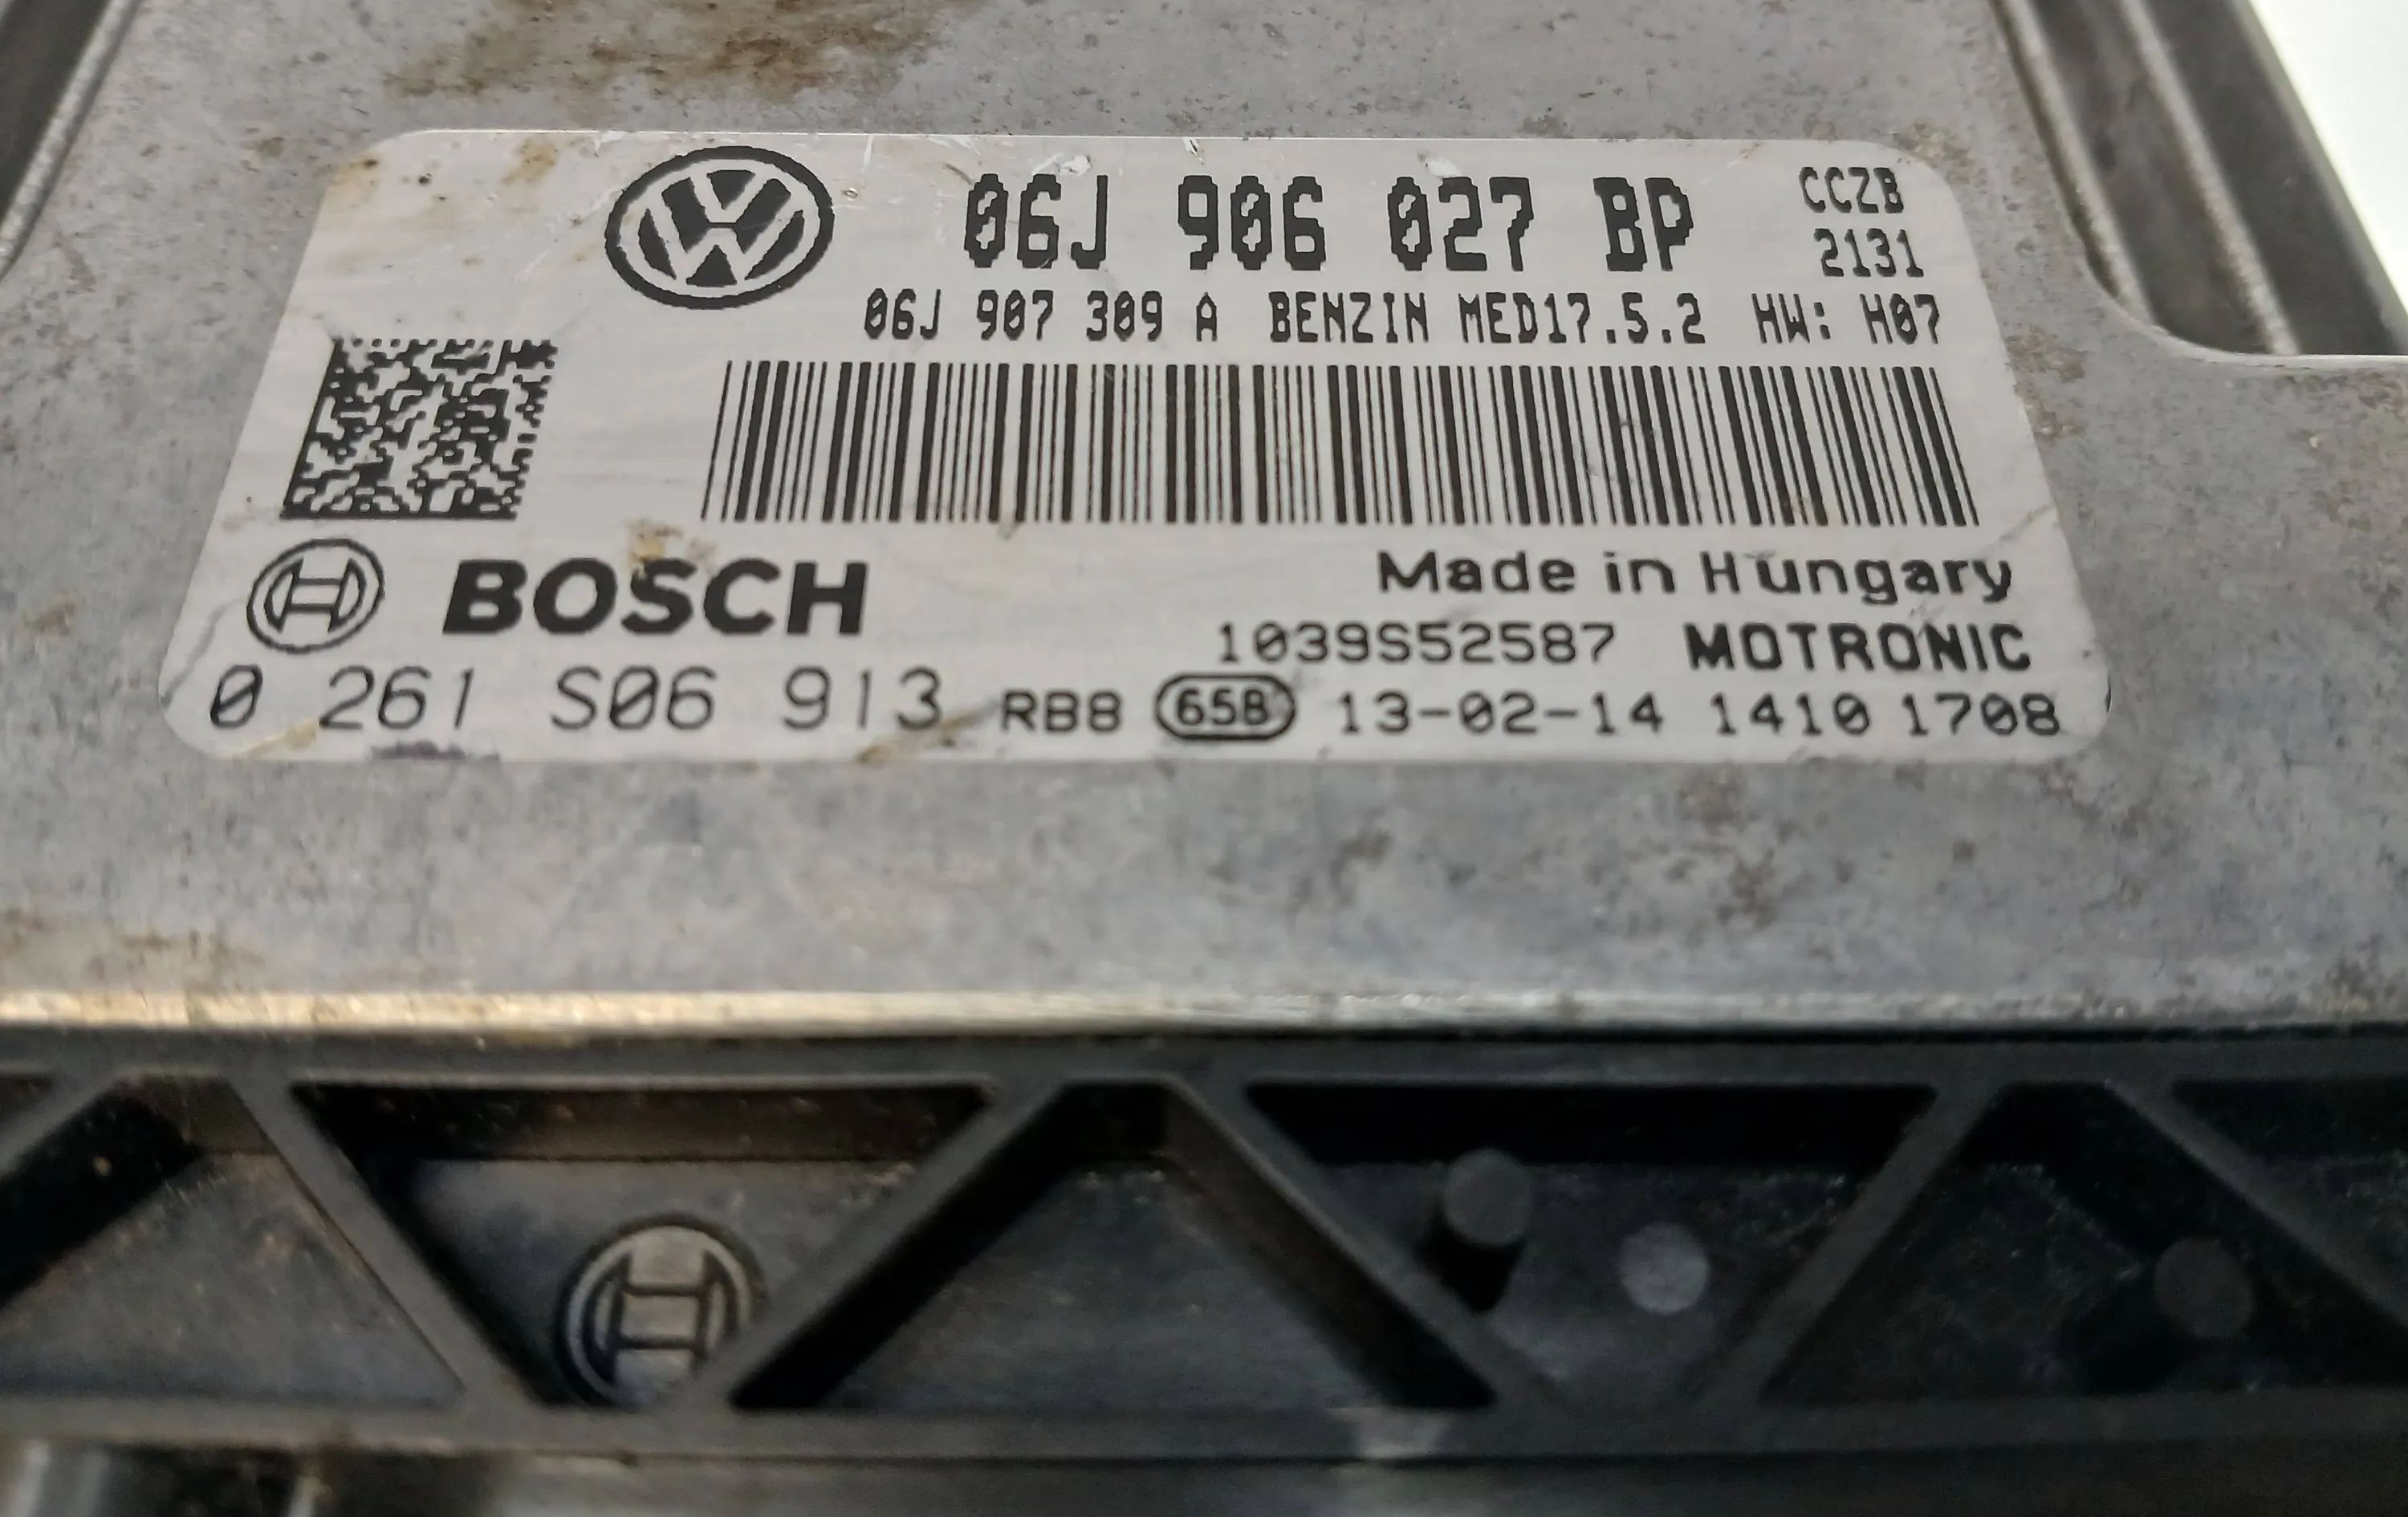 06J 906 027 BP CCZB
2131
06J 907 309 A BENZIN MED17.5.2 HW: H07
BOSCH
Made in Hungary
1039S52587 MOTRONIC
0 261 S06 913 RB8 65B 13-02-14 1410 1708